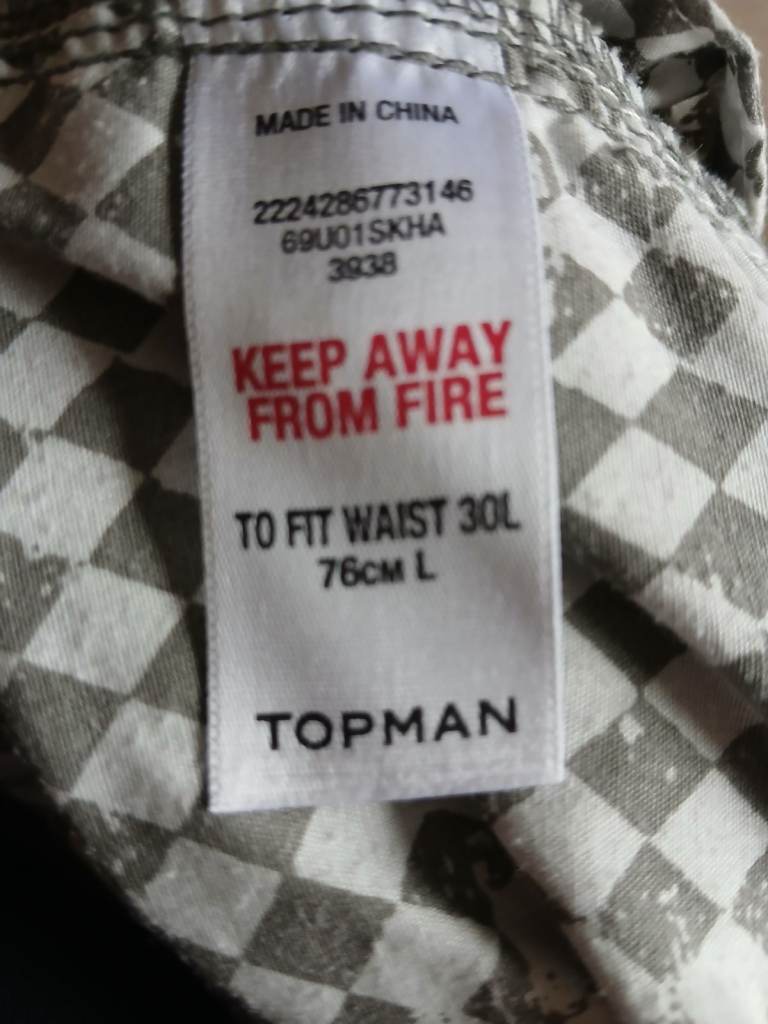 MADE IN CHINA
2224286773146
69U01SKHA
3938
KEEP AWAY
FROM FIRE
TO FIT WAIST 30L
76CM L
TOPMAN